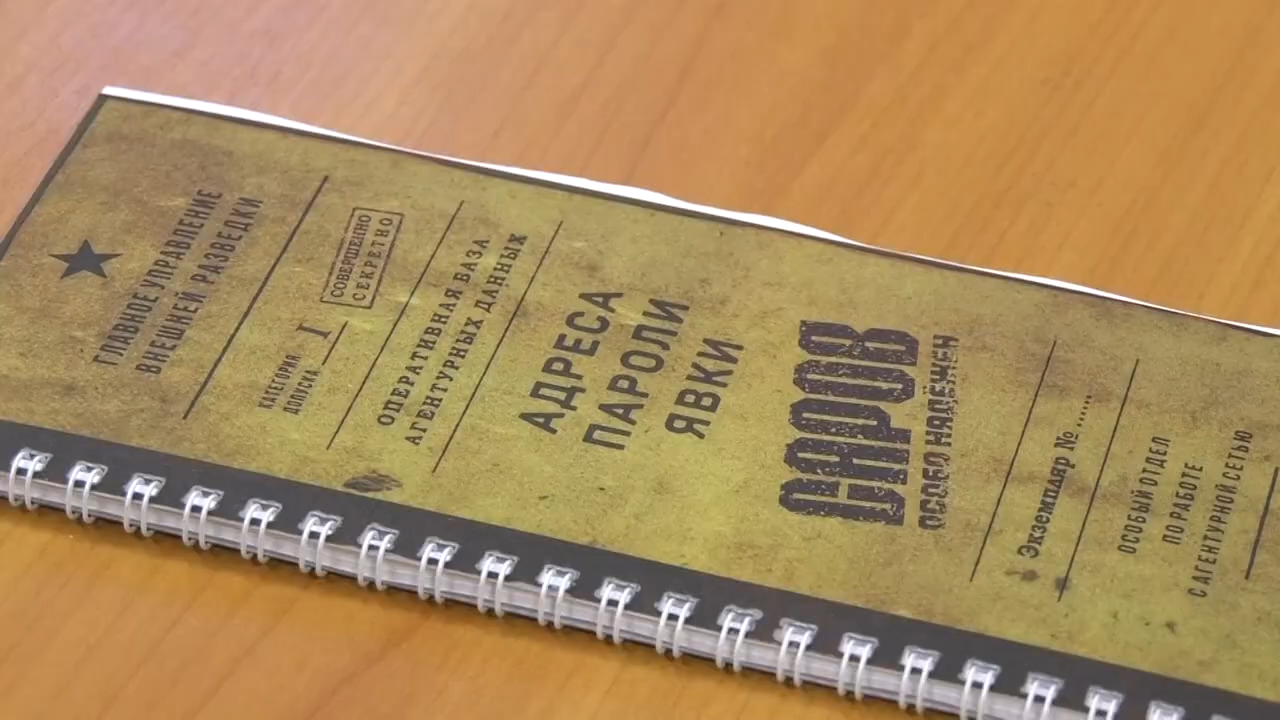 ГЛАВНОЕ УПРАВЛЕНИЕ
ВНЕШНЕЙ РАЗВЕДКИ
КАТЕГОРИЯ
ДОПУСКА I
СОВЕРШЕННО
СЕКРЕТНО
ОПЕРАТИВНАЯ БАЗА
АГЕНТУРНЫХ ДАННЫХ
АДРЕСА
ПАРОЛИ
ЯВКИ
САРОВ
ОСОБО НАДЁЖЕН
Экземпляр № ......
ОСОБЫЙ ОТДЕЛ
ПО РАБОТЕ
С АГЕНТУРНОЙ СЕТЬЮ